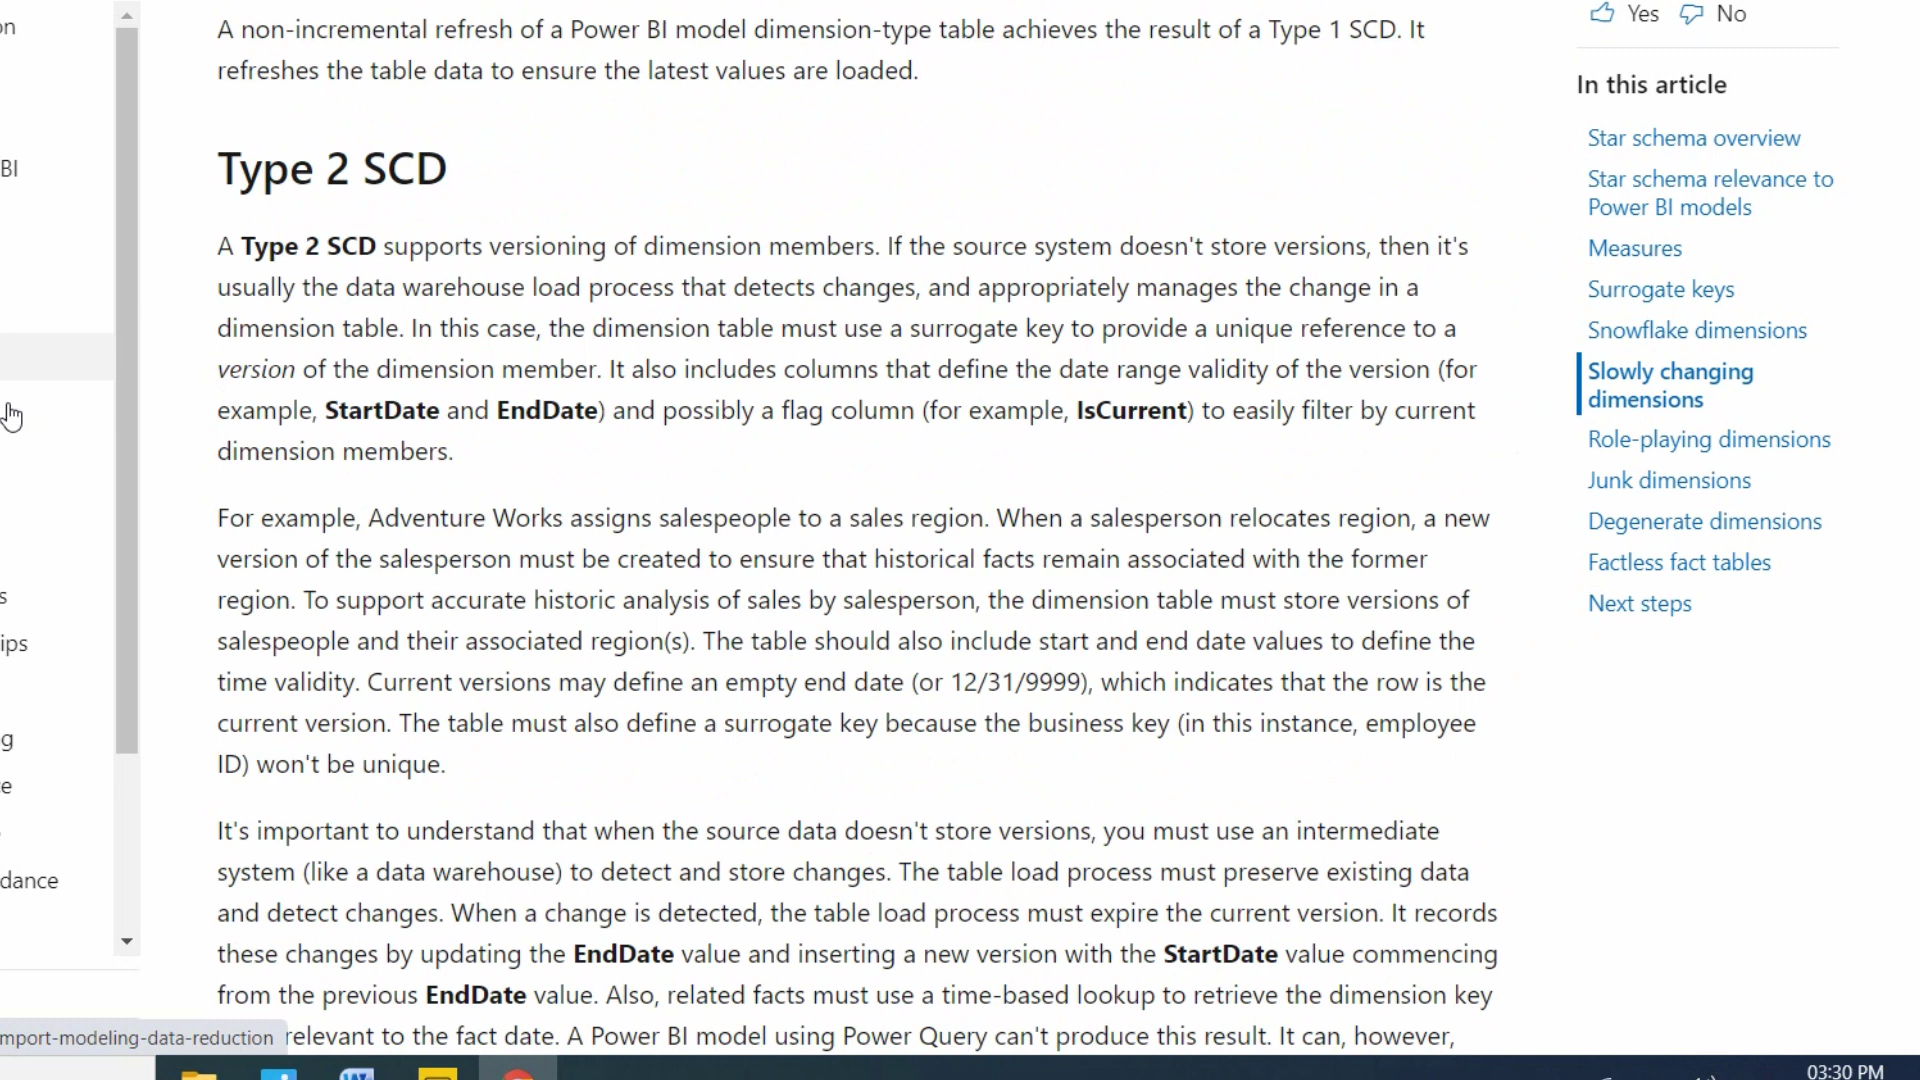 on
BI
s
ips
g
e
dance
mport-modeling-data-reduction
A non-incremental refresh of a Power BI model dimension-type table achieves the result of a Type 1 SCD. It
refreshes the table data to ensure the latest values are loaded.
Type 2 SCD
A Type 2 SCD supports versioning of dimension members. If the source system doesn't store versions, then it's
usually the data warehouse load process that detects changes, and appropriately manages the change in a
dimension table. In this case, the dimension table must use a surrogate key to provide a unique reference to a
version of the dimension member. It also includes columns that define the date range validity of the version (for
example, StartDate and EndDate) and possibly a flag column (for example, IsCurrent) to easily filter by current
dimension members.
For example, Adventure Works assigns salespeople to a sales region. When a salesperson relocates region, a new
version of the salesperson must be created to ensure that historical facts remain associated with the former
region. To support accurate historic analysis of sales by salesperson, the dimension table must store versions of
salespeople and their associated region(s). The table should also include start and end date values to define the
time validity. Current versions may define an empty end date (or 12/31/9999), which indicates that the row is the
current version. The table must also define a surrogate key because the business key (in this instance, employee
ID) won't be unique.
It's important to understand that when the source data doesn't store versions, you must use an intermediate
system (like a data warehouse) to detect and store changes. The table load process must preserve existing data
and detect changes. When a change is detected, the table load process must expire the current version. It records
these changes by updating the EndDate value and inserting a new version with the StartDate value commencing
from the previous EndDate value. Also, related facts must use a time-based lookup to retrieve the dimension key
relevant to the fact date. A Power BI model using Power Query can't produce this result. It can, however,
Yes No
In this article
Star schema overview
Star schema relevance to
Power BI models
Measures
Surrogate keys
Snowflake dimensions
Slowly changing
dimensions
Role-playing dimensions
Junk dimensions
Degenerate dimensions
Factless fact tables
Next steps
03:30 PM